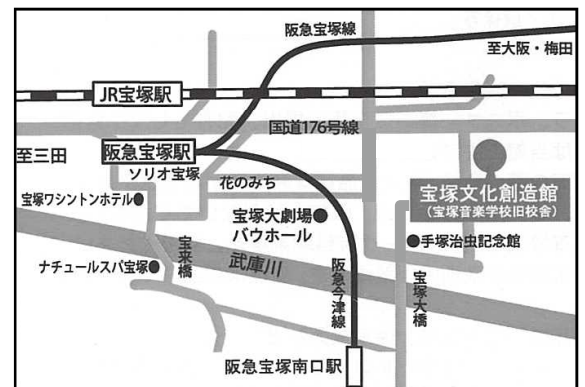 阪急宝塚線
至大阪・梅田
JR宝塚駅
国道176号線
至三田
阪急宝塚駅
ソリオ宝塚
花のみち
宝塚ワシントンホテル
宝塚大劇場
バウホール
宝塚文化創造館
(宝塚音楽学校旧校舎)
手塚治虫記念館
宝来橋
武庫川
ナチュールスパ宝塚
阪急今津線
宝塚大橋
阪急宝塚南口駅